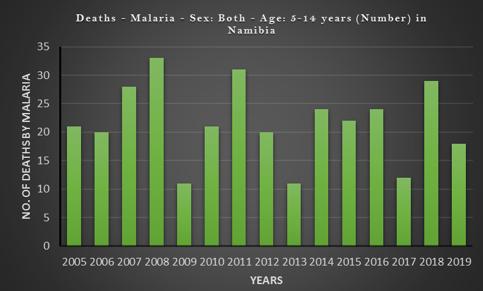 Deaths - Malaria - Sex: Both - Age: 5-14 years (Number) in
Namibia
NO. OF DEATHS BY MALARIA
35
30
25
20
15
10
5
0
2005 2006 2007 2008 2009 2010 2011 2012 2013 2014 2015 2016 2017 2018 2019
YEARS